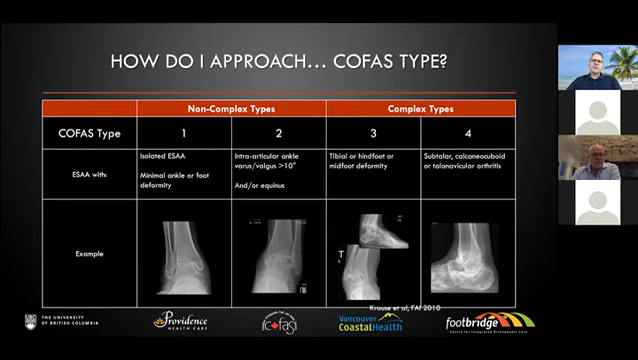 HOW DO I APPROACH... COFAS TYPE?
Non-Complex Types
Complex Types
COFAS Type
1
2
3
4
ESAA with:
Isolated ESAA
Minimal ankle or foot
deformity
Intra-articular ankle
varus/valgus >10°
And/or equinus
Tibial or hindfoot or
midfoot deformity
Subtalar, calcaneocuboid
or talonavicular arthritis
Example
T
Krause et al, FAI 2010
UBC
THE UNIVERSITY
OF BRITISH COLUMBIA
Providence
HEALTH CARE
Vancouver
CoastalHealth
footbridge